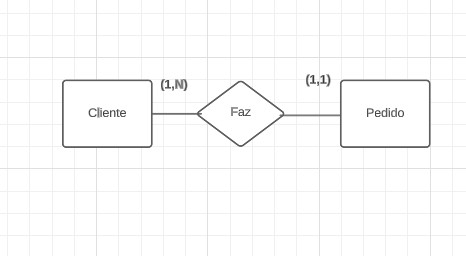 (1,N)
(1,1)
Cliente
Faz
Pedido